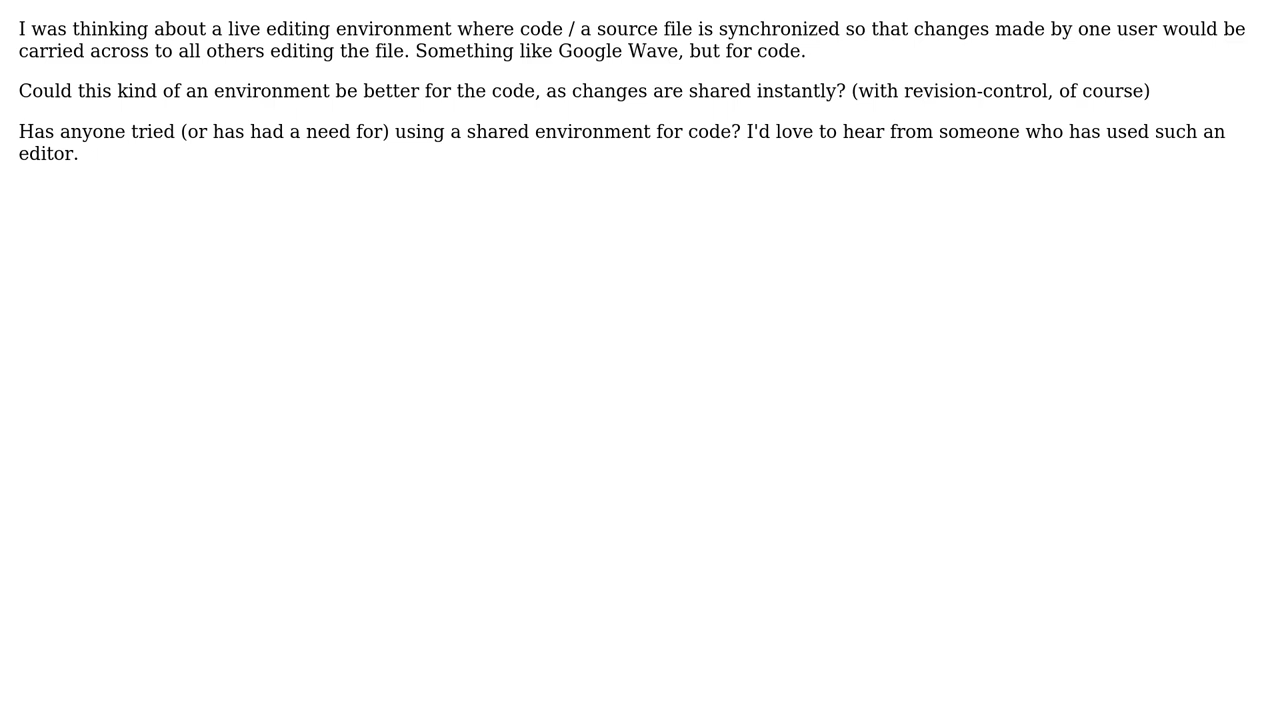 I was thinking about a live editing environment where code / a source file is synchronized so that changes made by one user would be
carried across to all others editing the file. Something like Google Wave, but for code.
Could this kind of an environment be better for the code, as changes are shared instantly? (with revision-control, of course)
Has anyone tried (or has had a need for) using a shared environment for code? I'd love to hear from someone who has used such an
editor.